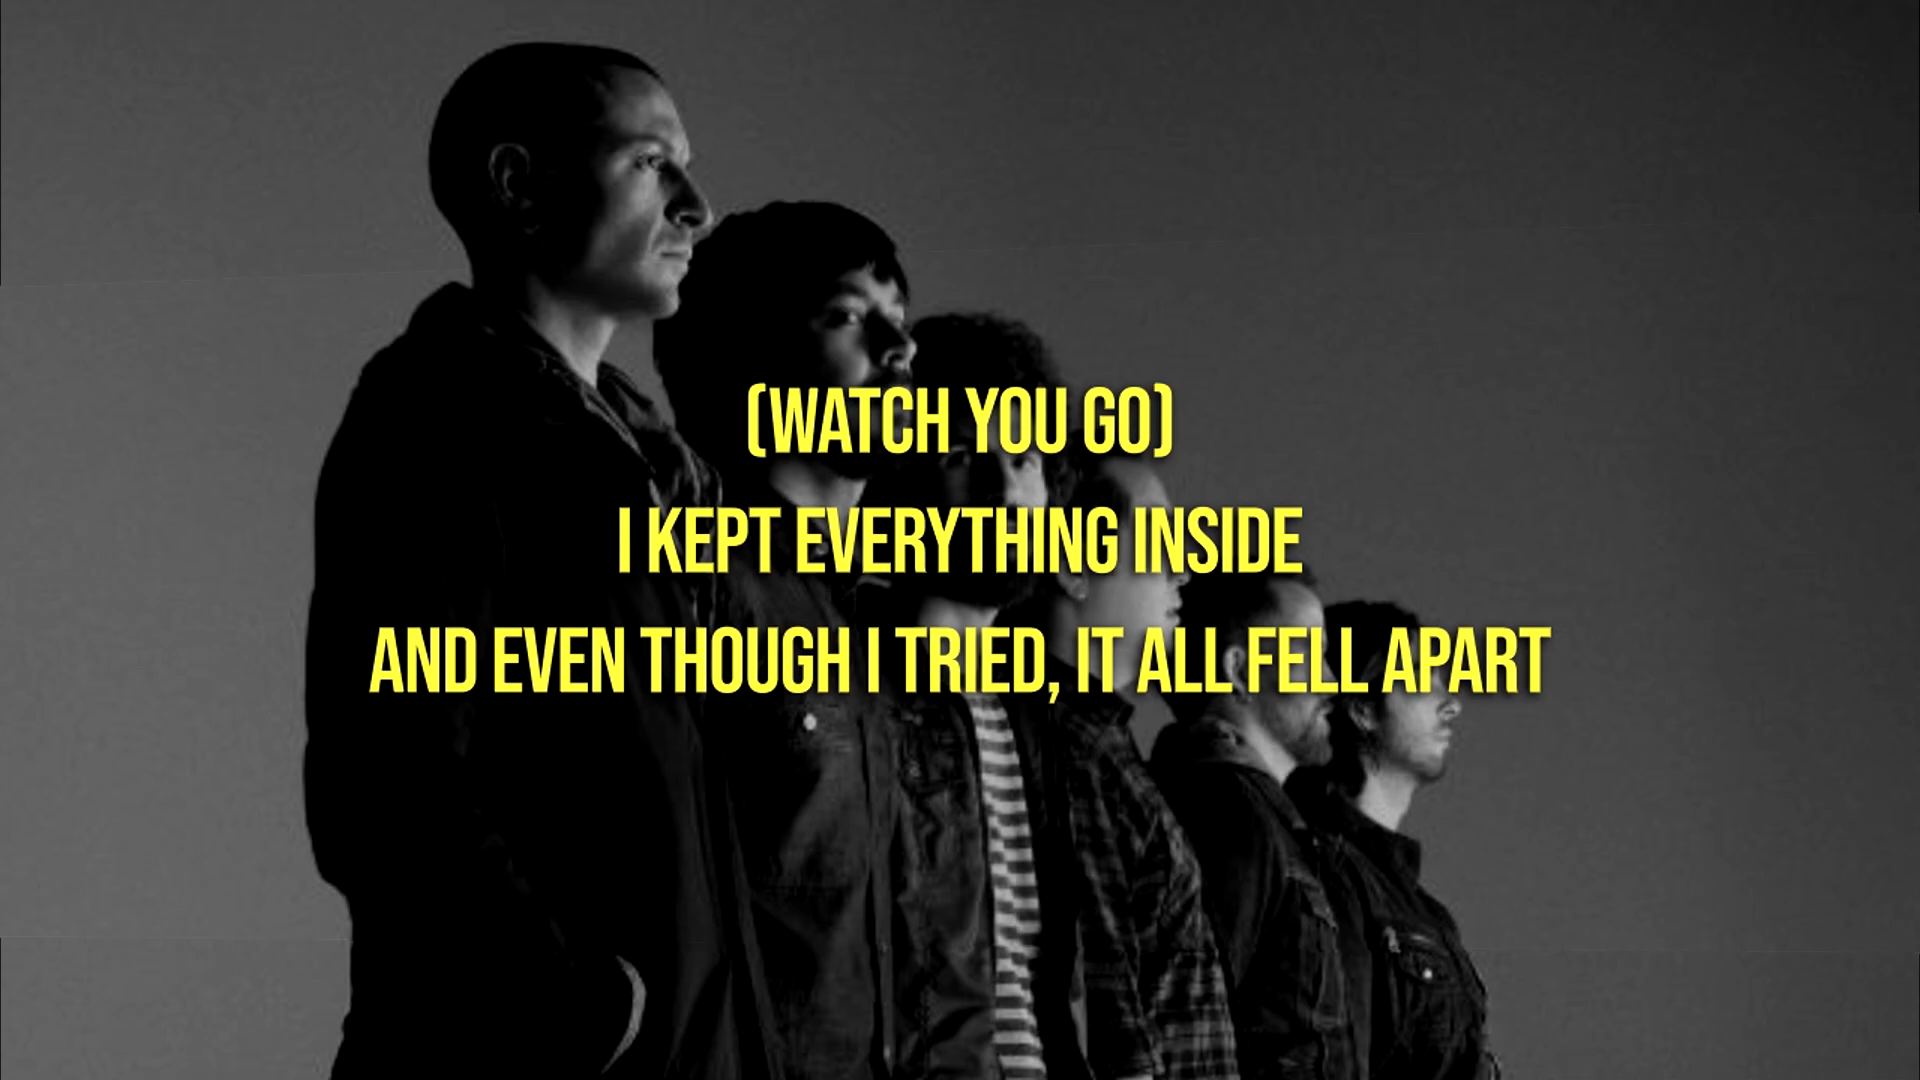 (WATCH YOU GO)
I KEPT EVERYTHING INSIDE
AND EVEN THOUGH I TRIED, IT ALL FELL APART